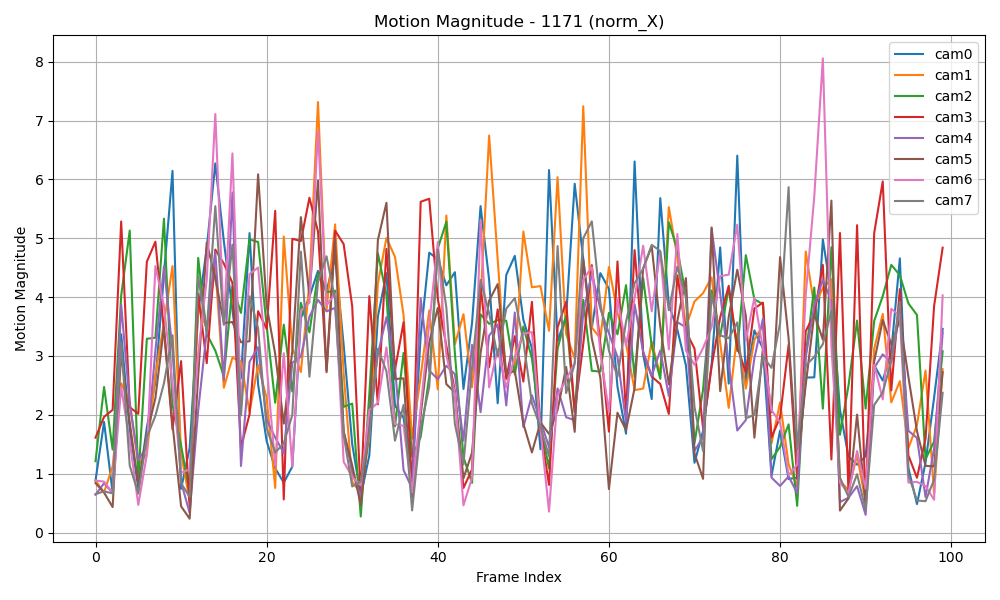 Motion Magnitude - 1171 (norm_X)
Motion Magnitude
8
7
6
5
4
3
2
1
0
cam0
cam1
cam2
cam3
cam4
cam5
cam6
cam7
0 20 40 60 80 100
Frame Index